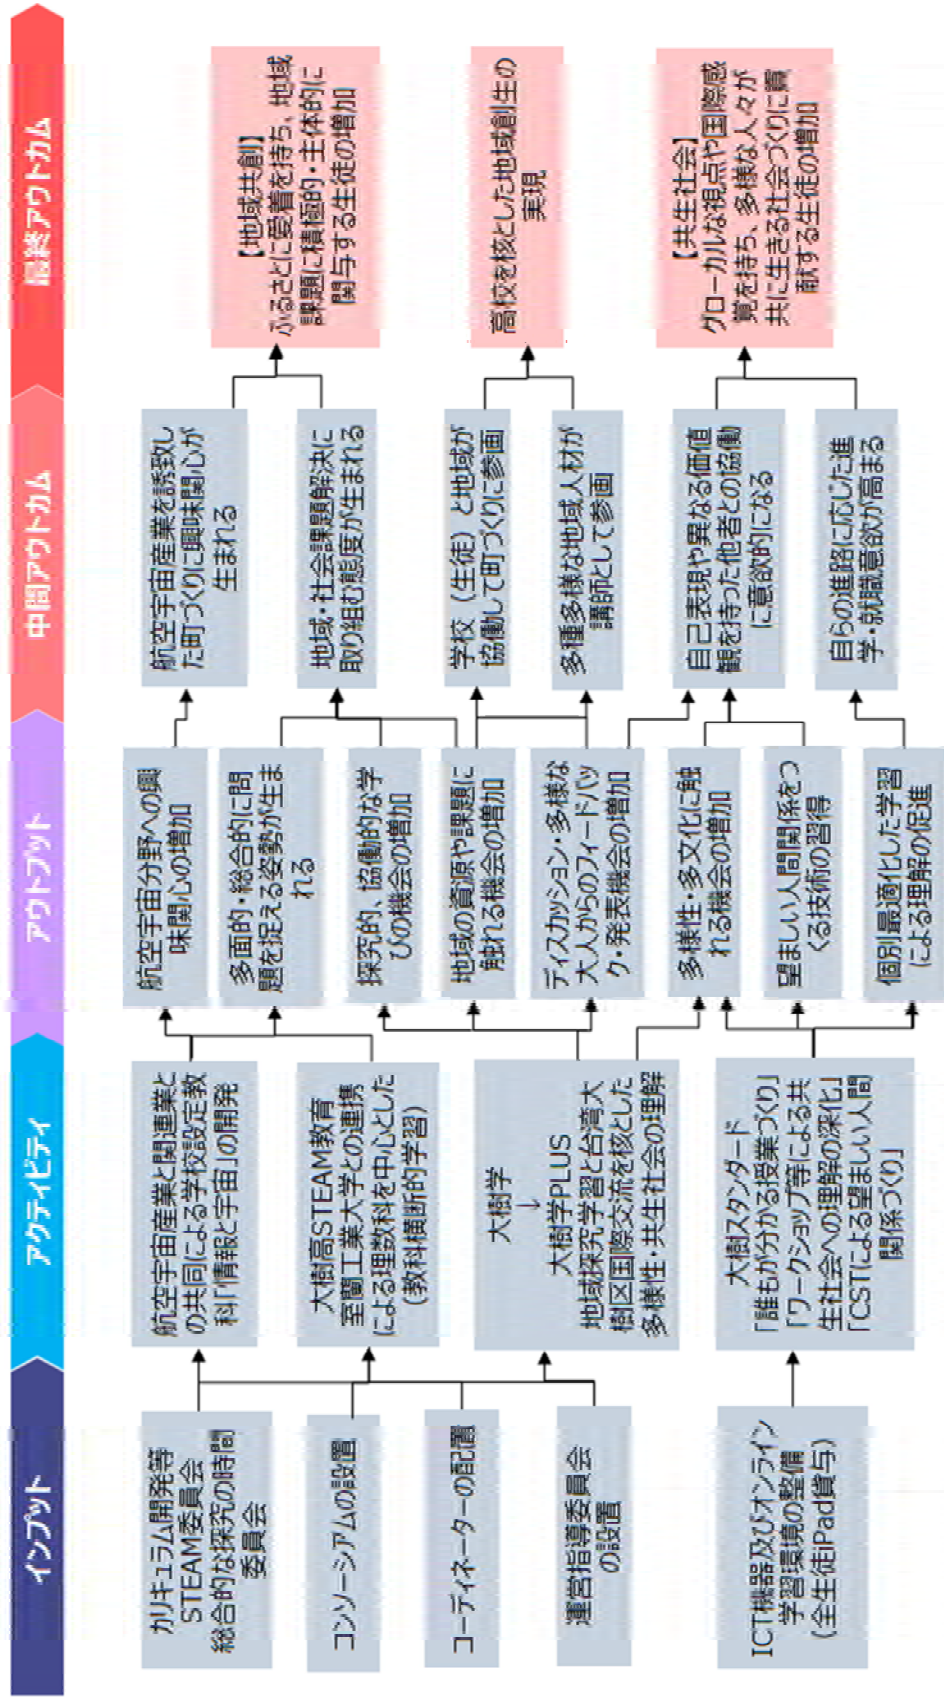 インプット
アクティビティ
アウトプット
中間アウトカム
最終アウトカム
カリキュラム開発等
STEAM委員会
総合的な探究の時間
委員会
コンソーシアムの設置
コーディネーターの配置
運営指導委員会
の設置
ICT機器及びオンライン
学習環境の整備
(全生徒iPad貸与)
航空宇宙産業と関連業と
の共同による学校設定教
科「情報と宇宙」の開発
大樹高STEAM教育
室蘭工業大学との連携
による理数科を中心とした
(教科横断的学習)
大樹学
↓
大樹学PLUS
地域探究学習と台湾大
樹区国際交流を核とした
多様性・共生社会の理解
大樹スタンダード
「誰もが分かる授業づくり」
「ワークショップ等による共
生社会への理解の深化」
「CSTによる望ましい人間
関係づくり」
航空宇宙分野への興
味関心の増加
多面的・総合的に問
題を捉える姿勢が生ま
れる
探究的、協働的な学
びの機会の増加
地域の資源や課題に
触れる機会の増加
ディスカッション・多様な
大人からのフィードバッ
ク・発表機会の増加
多様性・多文化に触
れる機会の増加
望ましい人間関係をつ
くる技術の習得
個別最適化した学習
による理解の促進
航空宇宙産業を誘致し
た町づくりに興味関心が
生まれる
地域・社会課題解決に
取り組む態度が生まれる
学校(生徒)と地域が
協働して町づくりに参画
多種多様な地域人材が
講師として参画
自己表現や異なる価値
観を持った他者との協働
に意欲的になる
自らの進路に応じた進
学・就職意欲が高まる
【地域共創】
ふるさとに愛着を持ち、地域
課題に積極的・主体的に
関与する生徒の増加
高校を核とした地域創生の
実現
【共生社会】
グローカルな視点や国際感
覚を持ち、多様な人々が
共に生きる社会づくりに貢
献する生徒の増加